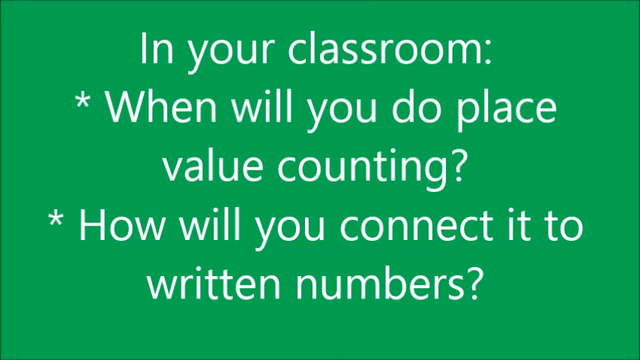 In your classroom:
* When will you do place
value counting?
* How will you connect it to
written numbers?